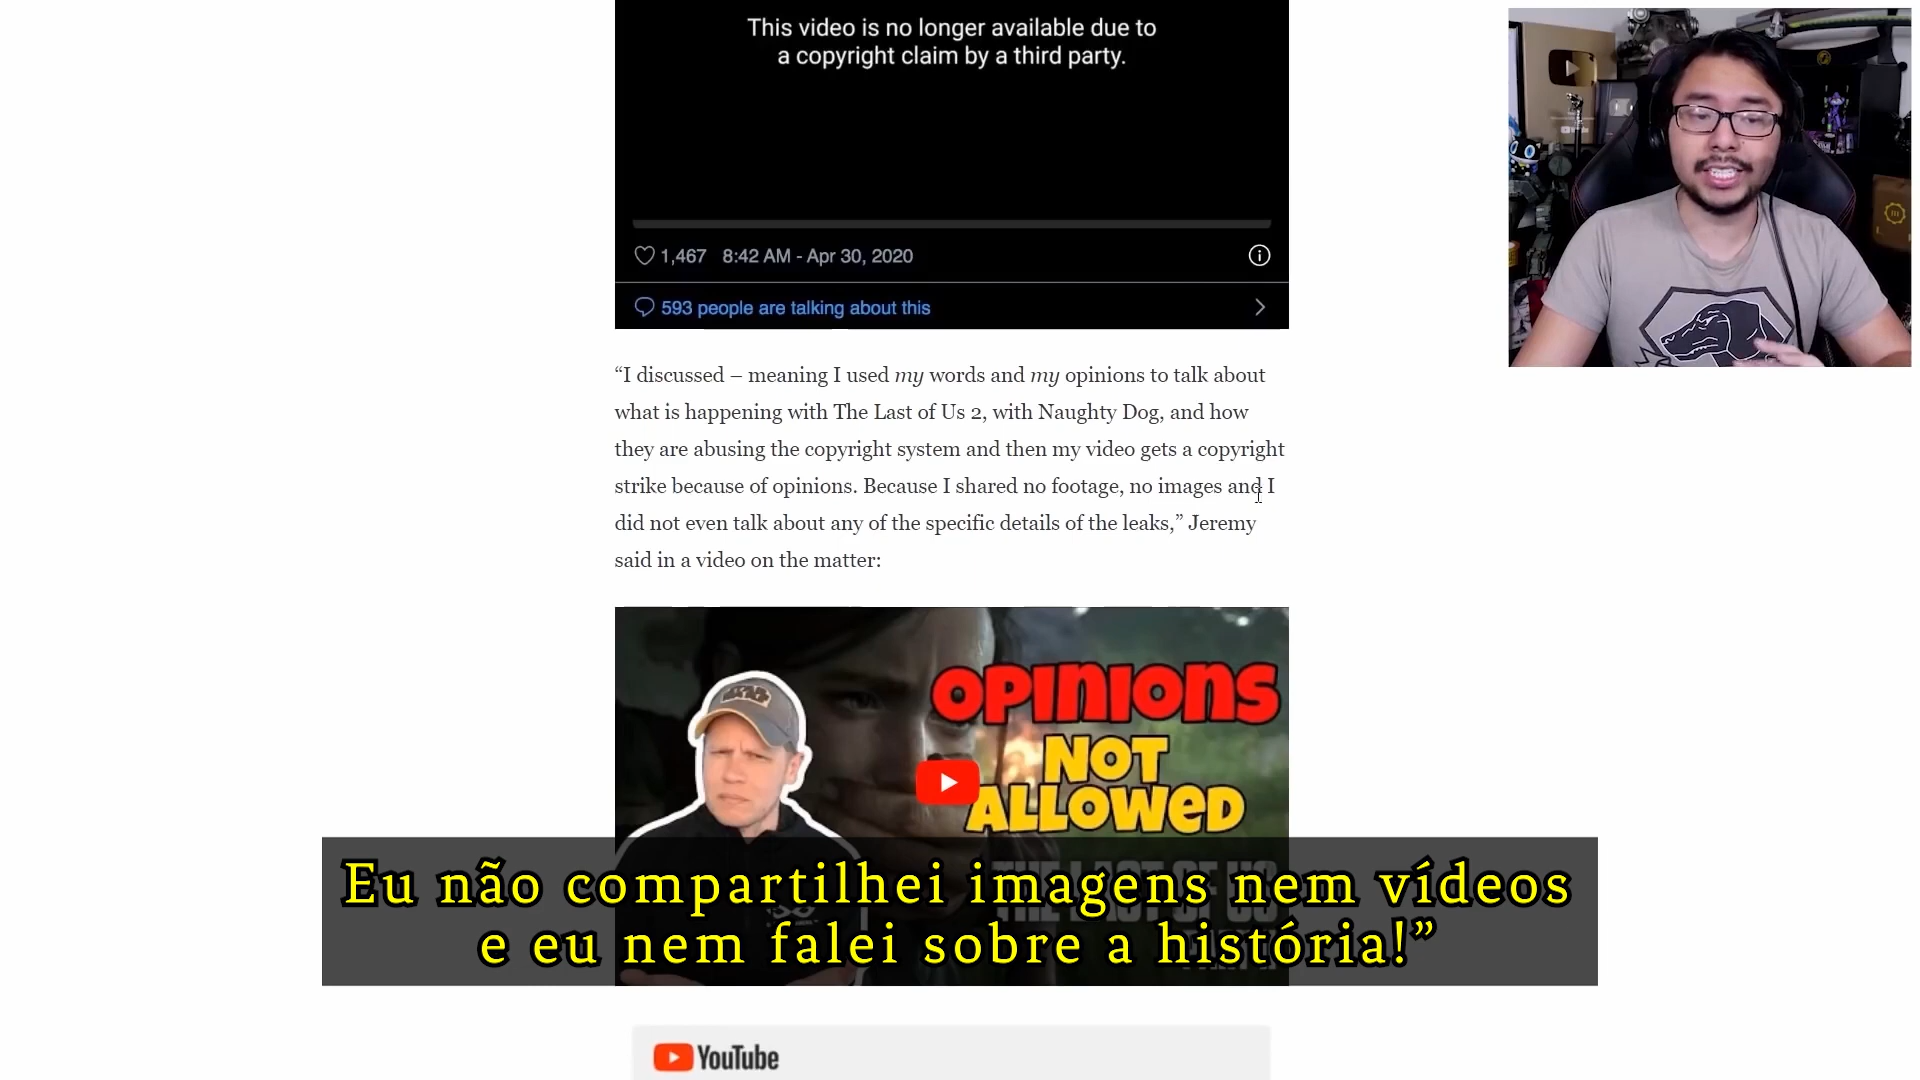 This video is no longer available due to
a copyright claim by a third party.
1,467 8:42 AM - Apr 30, 2020
593 people are talking about this
“I discussed – meaning I used my words and my opinions to talk about
what is happening with The Last of Us 2, with Naughty Dog, and how
they are abusing the copyright system and then my video gets a copyright
strike because of opinions. Because I shared no footage, no images and I
did not even talk about any of the specific details of the leaks,” Jeremy
said in a video on the matter:
OPINIONS
NOT
ALLOWED
THE LAST OF US
Eu não compartilhei imagens nem vídeos
e eu nem falei sobre a história!”
YouTube